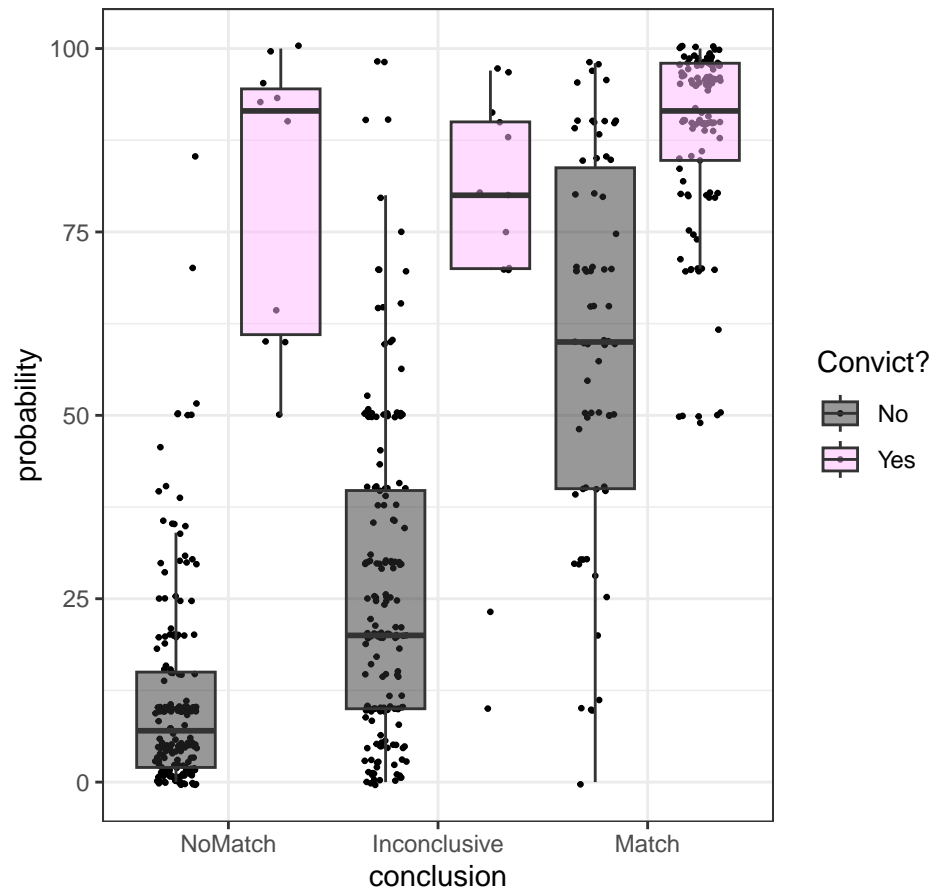 100
75
50
25
0
probability
NoMatch
Inconclusive
Match
conclusion
Convict?
No
Yes